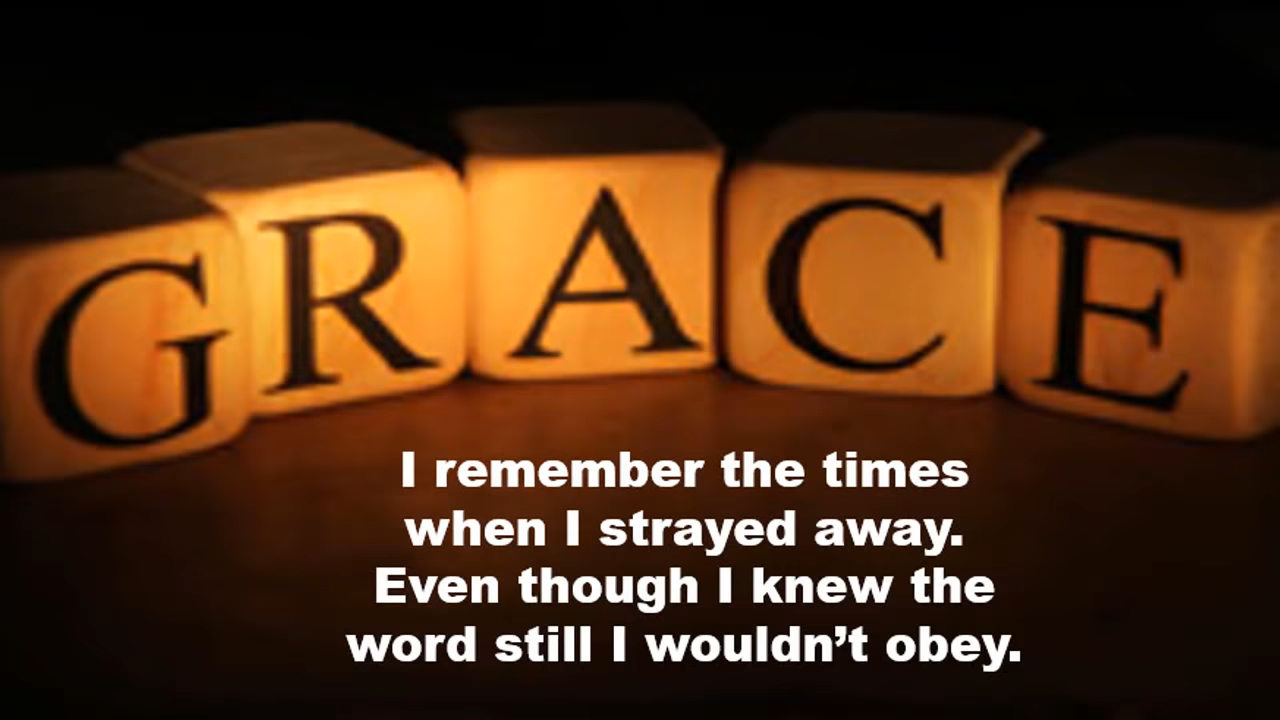 GRACE
I remember the times
when I strayed away.
Even though I knew the
word still I wouldn’t obey.